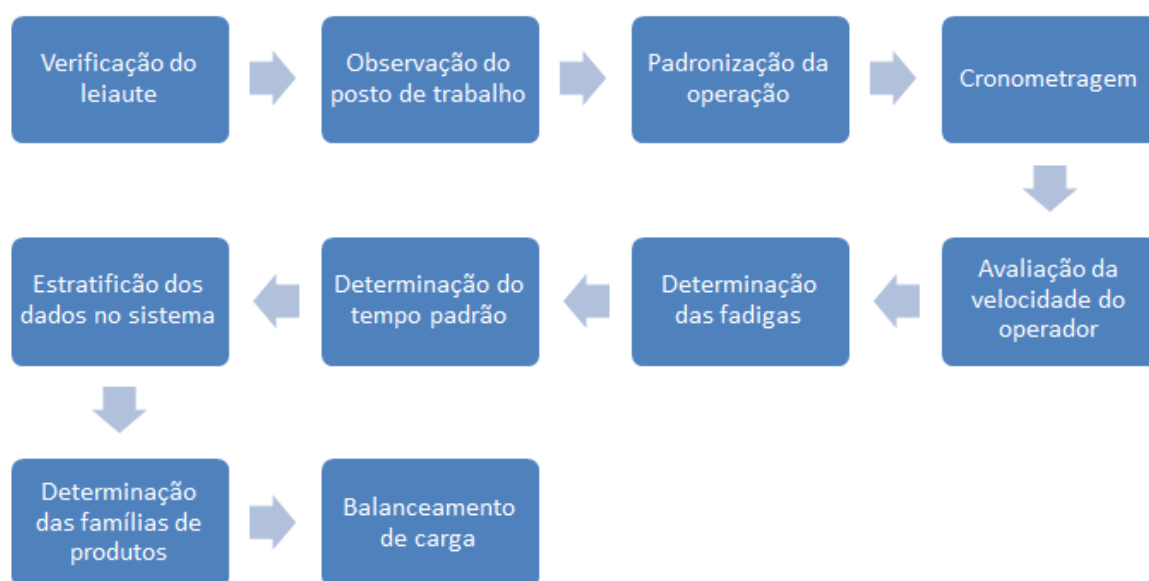 Verificação do
leiaute
Observação do
posto de trabalho
Padronização da
operação
Cronometragem
Avaliação da
velocidade do
operador
Determinação
das fadigas
Determinação do
tempo padrão
Estratificão dos
dados no sistema
Determinação
das famílias de
produtos
Balanceamento
de carga